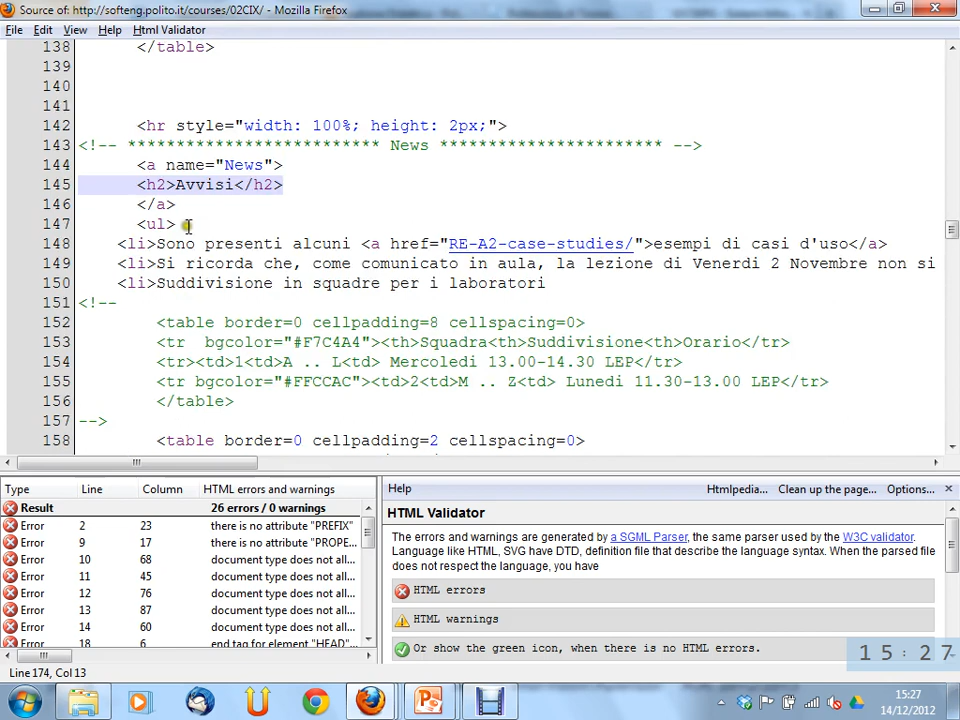 Source of: http://softeng.polito.it/courses/02CIX/ - Mozilla Firefox
File Edit View Help Html Validator
138 </table>
139
140
141
142 <hr style="width: 100%; height: 2px;">
143 <!-- ************************** News *********************** -->
144 <a name="News">
145 <h2>Avvisi</h2>
146 </a>
147 <ul>
148 <li>Sono presenti alcuni <a href="RE-A2-case-studies/">esempi di casi d'uso</a>
149 <li>Si ricorda che, come comunicato in aula, la lezione di Venerdi 2 Novembre non si
150 <li>Suddivisione in squadre per i laboratori
151 <!--
152 <table border=0 cellpadding=8 cellspacing=0>
153 <tr  bgcolor="#F7C4A4"><th>Squadra<th>Suddivisione<th>Orario</tr>
154 <tr><td>1<td>A .. L<td> Mercoledi 13.00-14.30 LEP</tr>
155 <tr bgcolor="#FFCCAC"><td>2<td>M .. Z<td> Lunedi 11.30-13.00 LEP</tr>
156 </table>
157 -->
158 <table border=0 cellpadding=2 cellspacing=0>
Type Line Column HTML errors and warnings
Result 26 errors / 0 warnings
Error 2 23 there is no attribute "PREFIX"
Error 9 17 there is no attribute "PROPE...
Error 10 68 document type does not all...
Error 11 45 document type does not all...
Error 12 76 document type does not all...
Error 13 87 document type does not all...
Error 14 60 document type does not all...
Error 18 6 end tag for element "HEAD"...
Help Htmlpedia... Clean up the page... Options...
HTML Validator
The errors and warnings are generated by a SGML Parser, the same parser used by the W3C validator.
Language like HTML, SVG have DTD, definition file that describe the language syntax. When the parsed file
does not respect the language, you have
HTML errors
HTML warnings
Or show the green icon, when there is no HTML errors.
15:27
Line 174, Col 13
15:27
14/12/2012